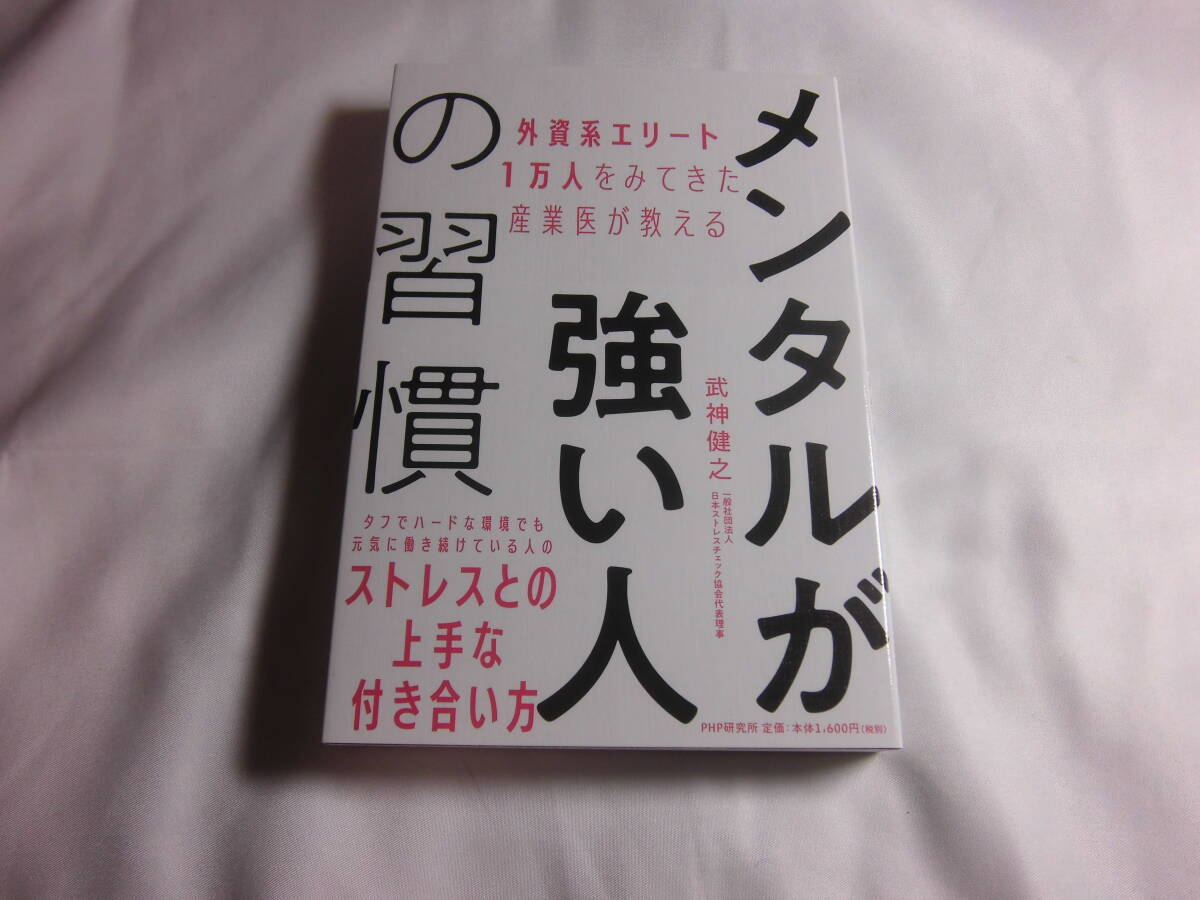 外資系エリート
1万人をみてきた
産業医が教える
メンタルが
強い人
の習慣
武神健之
一般社団法人
日本ストレスチェック協会代表理事
タフでハードな環境でも
元気に働き続けている人の
ストレスとの
上手な
付き合い方
PHP研究所 定価:本体1,600円(税別)